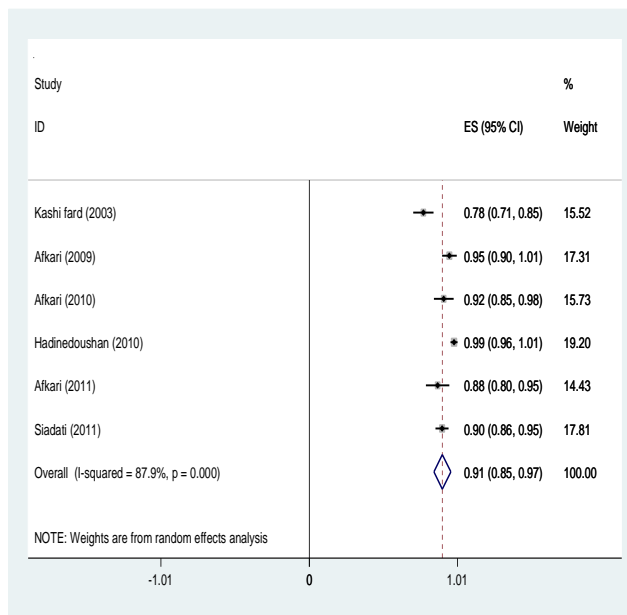 Study %
ID ES (95% CI) Weight
Kashi fard (2003) 0.78 (0.71, 0.85) 15.52
Afkari (2009) 0.95 (0.90, 1.01) 17.31
Afkari (2010) 0.92 (0.85, 0.98) 15.73
Hadinedoushan (2010) 0.99 (0.96, 1.01) 19.20
Afkari (2011) 0.88 (0.80, 0.95) 14.43
Siadati (2011) 0.90 (0.86, 0.95) 17.81
Overall (I-squared = 87.9%, p = 0.000) 0.91 (0.85, 0.97) 100.00
NOTE: Weights are from random effects analysis
-1.01 0 1.01